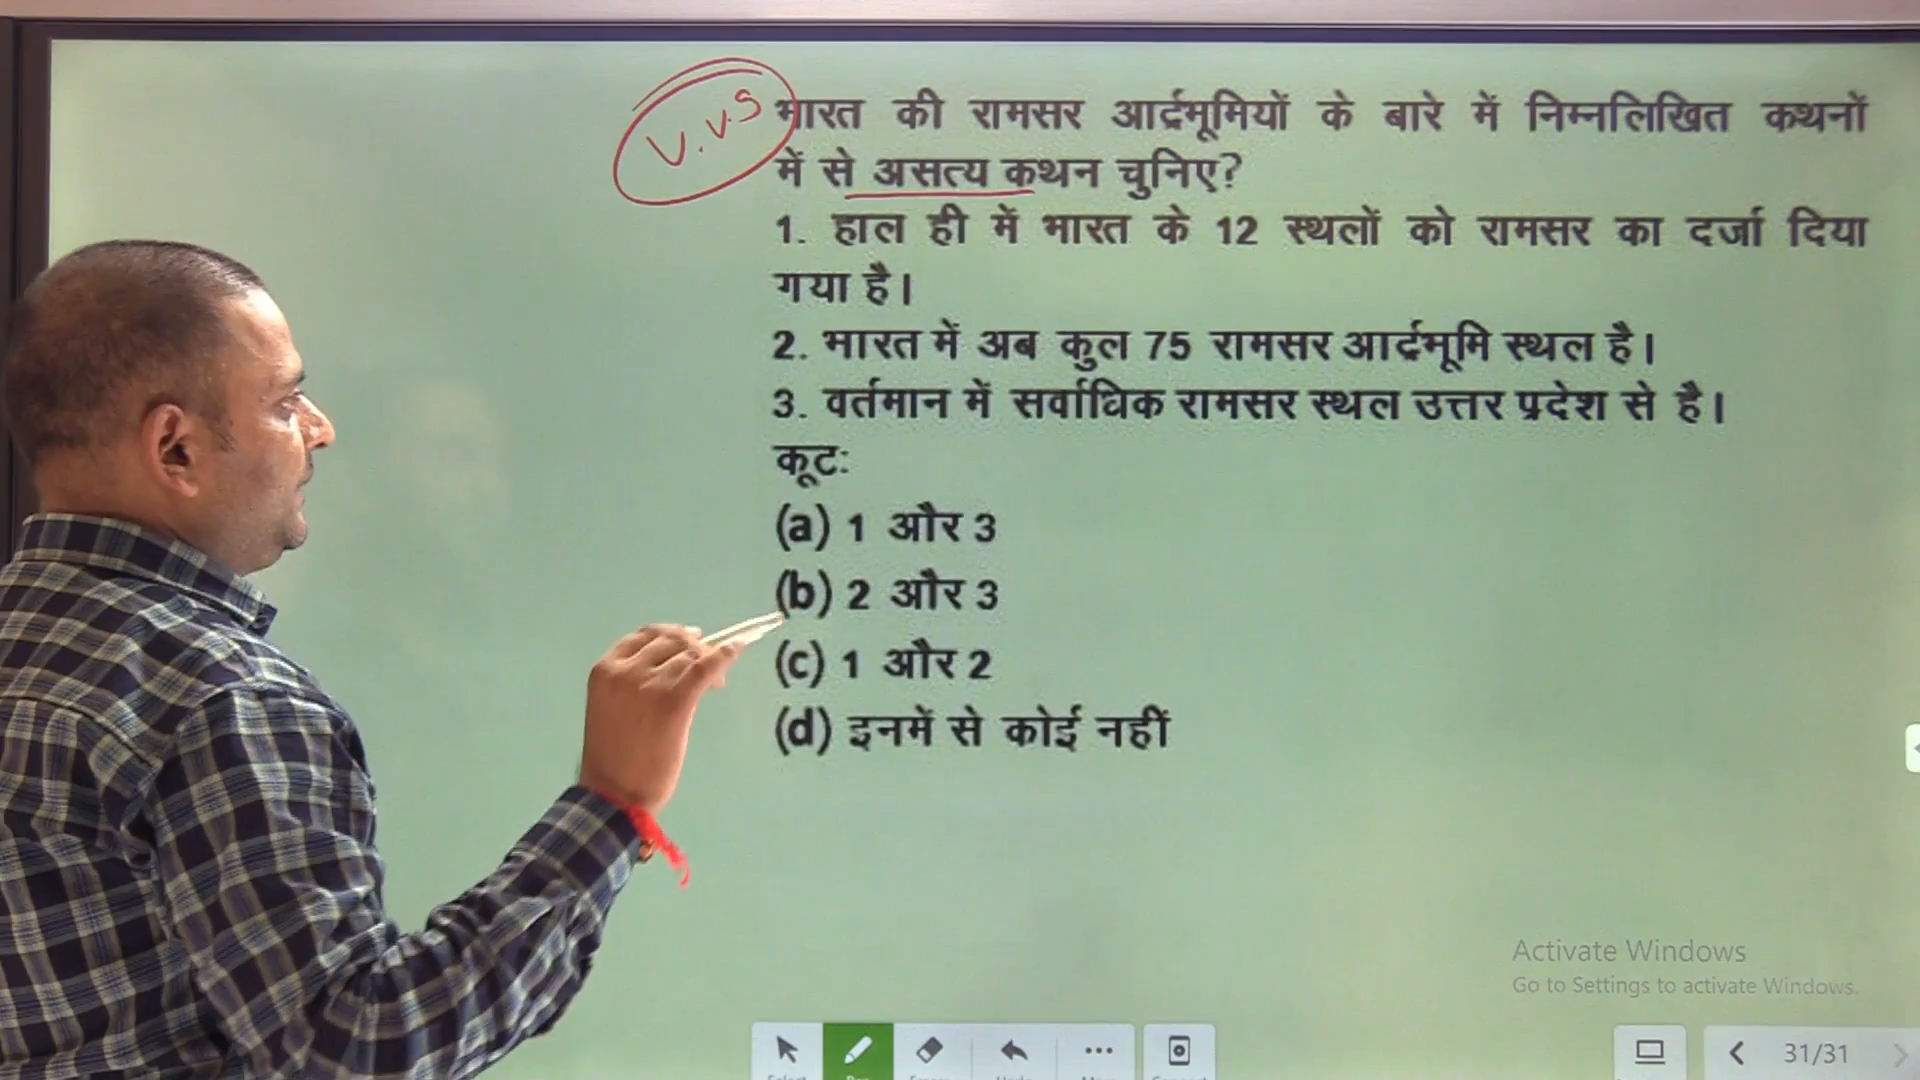 V.V.S
भारत की रामसर आर्द्रभूमियों के बारे में निम्नलिखित कथनों
में से असत्य कथन चुनिए?
1. हाल ही में भारत के 12 स्थलों को रामसर का दर्जा दिया
गया है।
2. भारत में अब कुल 75 रामसर आर्द्रभूमि स्थल है।
3. वर्तमान में सर्वाधिक रामसर स्थल उत्तर प्रदेश से है।
कूटः
(a) 1 और 3
(b) 2 और 3
(c) 1 और 2
(d) इनमें से कोई नहीं
Activate Windows
Go to Settings to activate Windows.
31/31